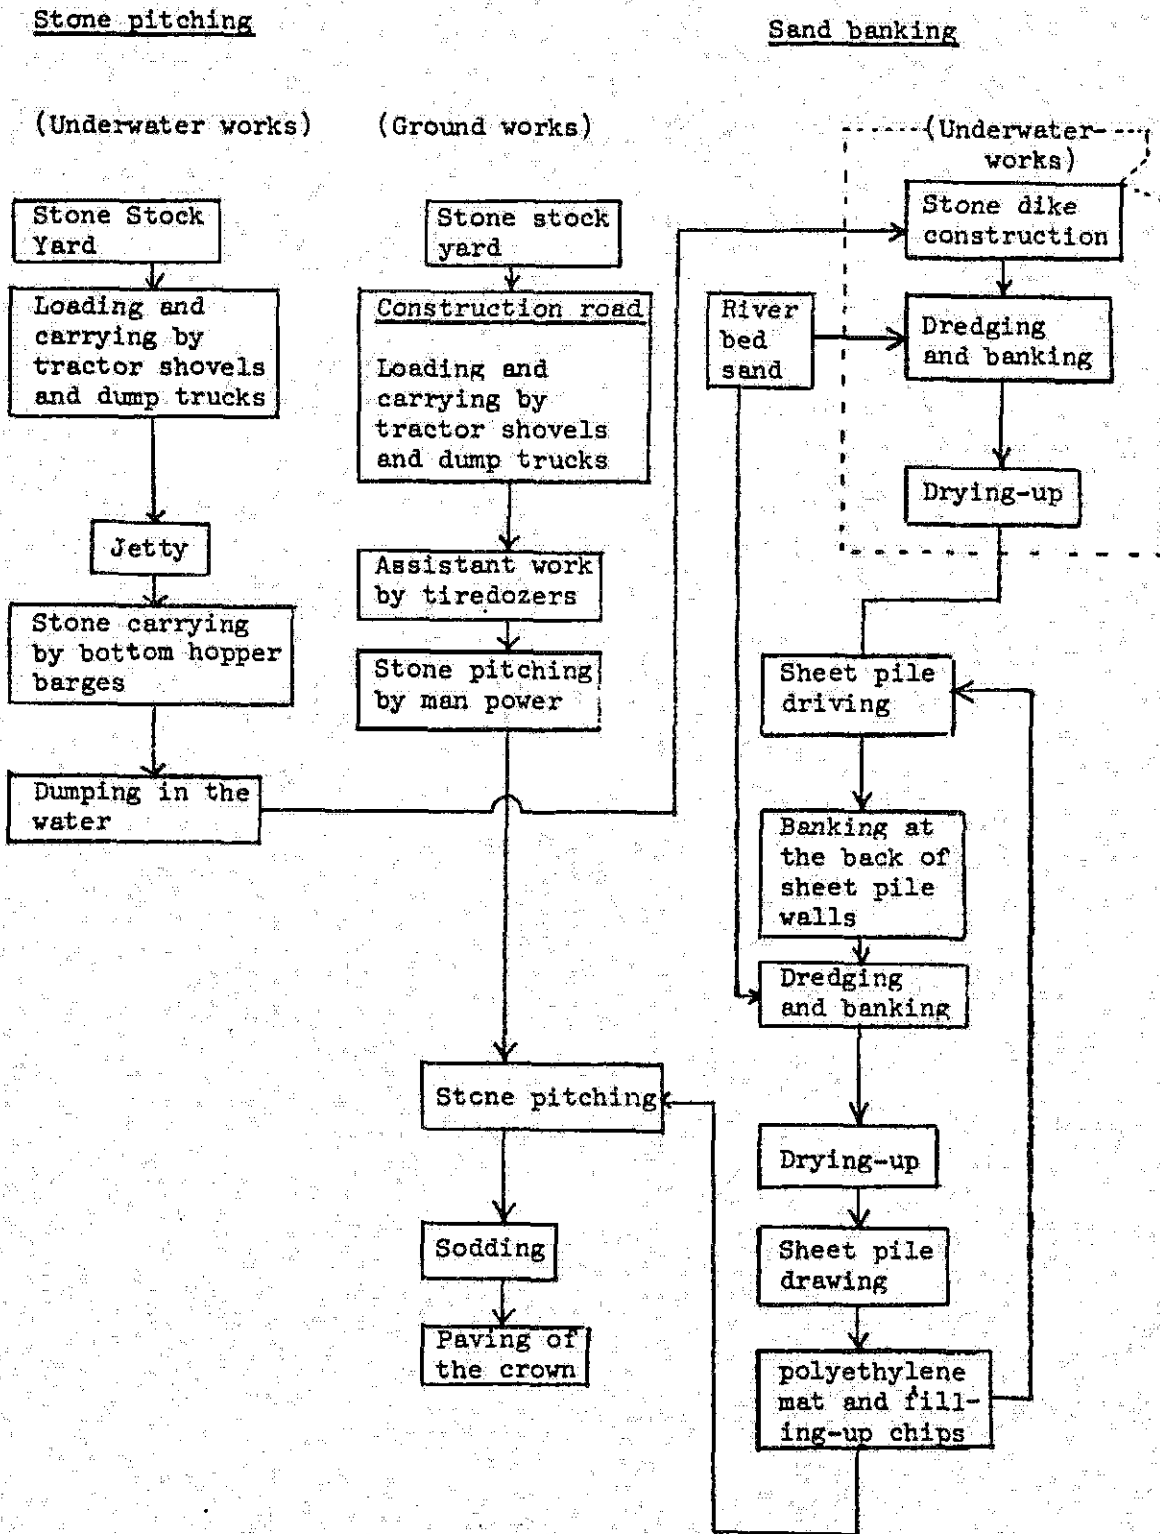 Stone pitching
Sand banking
(Underwater works)
(Ground works)
(Underwater-
works)
Stone Stock
Yard
Loading and
carrying by
tractor shovels
and dump trucks
Jetty
Stone carrying
by bottom hopper
barges
Dumping in the
water
Stone stock
yard
Construction road
Loading and
carrying by
tractor shovels
and dump trucks
Assistant work
by tiredozers
Stone pitching
by man power
Stone pitching
Sodding
Paving of
the crown
River
bed
sand
Stone dike
construction
Dredging
and banking
Drying-up
Sheet pile
driving
Banking at
the back of
sheet pile
walls
Dredging
and banking
Drying-up
Sheet pile
drawing
polyethylene
mat and fill-
ing-up chips